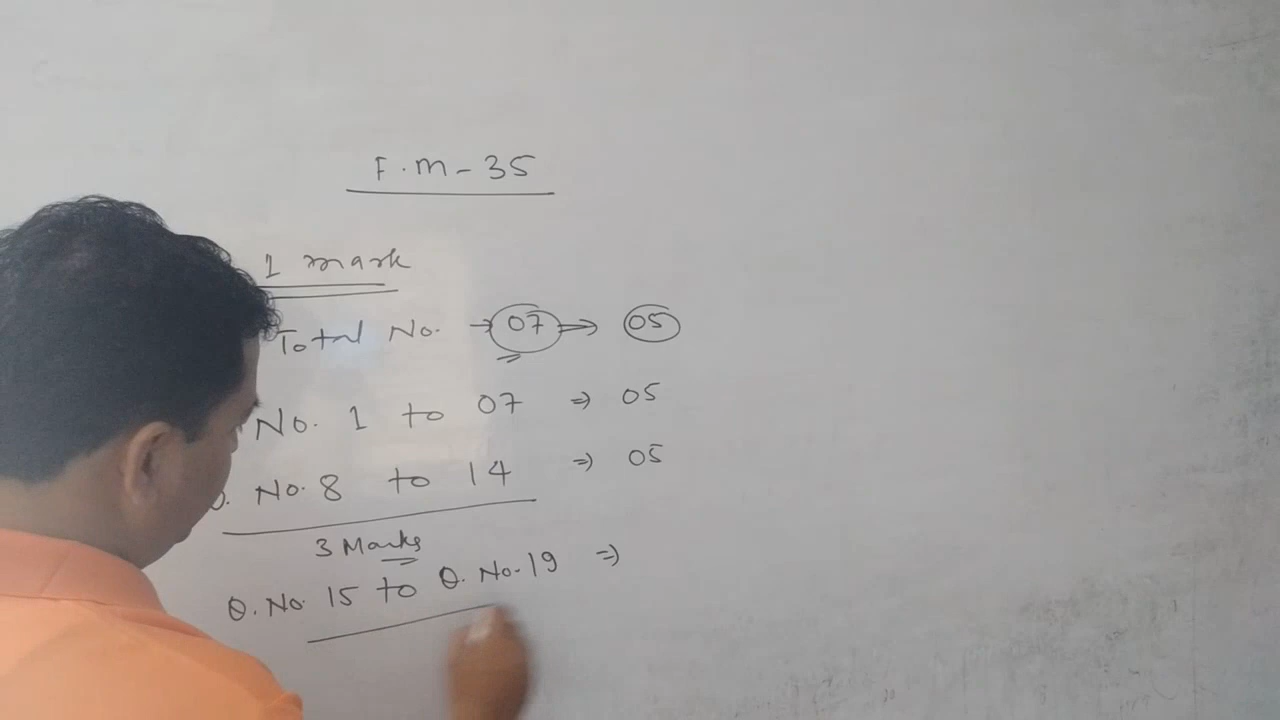 F.M-35
1 mark
Total No. → 07 ⇒ 05
No. 1 to 07 ⇒ 05
No. 8 to 14 ⇒ 05
3 Marks
Q. No. 15 to Q. No. 19 ⇒